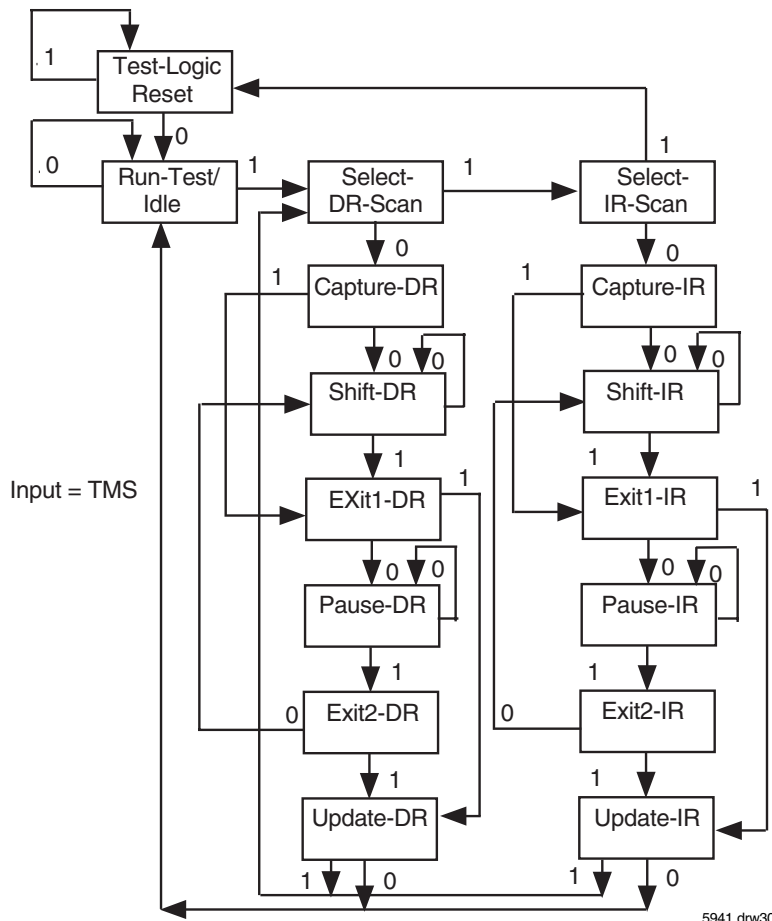 1
Test-Logic
Reset
0
0
Run-Test/
Idle
1
Select-
DR-Scan
1
Select-
IR-Scan
1
0
0
1
Capture-DR
1
Capture-IR
0
0
0
0
Shift-DR
Shift-IR
1
1
Input = TMS
EXit1-DR
1
Exit1-IR
1
0
0
0
0
Pause-DR
Pause-IR
1
1
0
Exit2-DR
0
Exit2-IR
1
1
Update-DR
Update-IR
1
0
1
0
5941 drw30